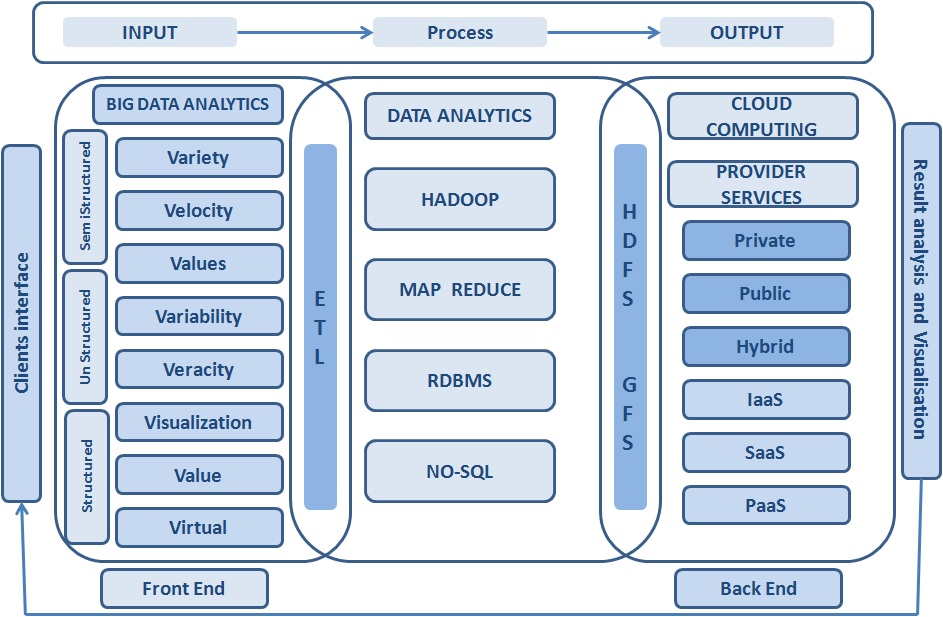 INPUT
Process
OUTPUT
Clients interface
BIG DATA ANALYTICS
Sem iStructured
Un Structured
Structured
Variety
Velocity
Values
Variability
Veracity
Visualization
Value
Virtual
E
T
L
DATA ANALYTICS
HADOOP
MAP REDUCE
RDBMS
NO-SQL
H
D
F
S
G
F
S
CLOUD
COMPUTING
PROVIDER
SERVICES
Private
Public
Hybrid
IaaS
SaaS
PaaS
Result analysis and Visualisation
Front End
Back End